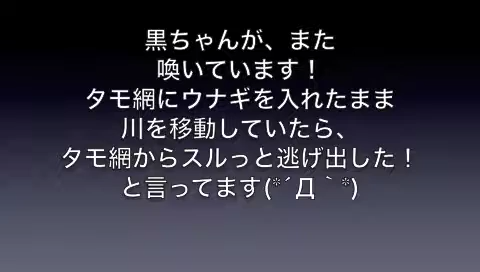 黒ちゃんが、また
喚いています！
タモ網にウナギを入れたまま
川を移動していたら、
タモ網からスルっと逃げ出した！
と言ってます(*´Д｀*)